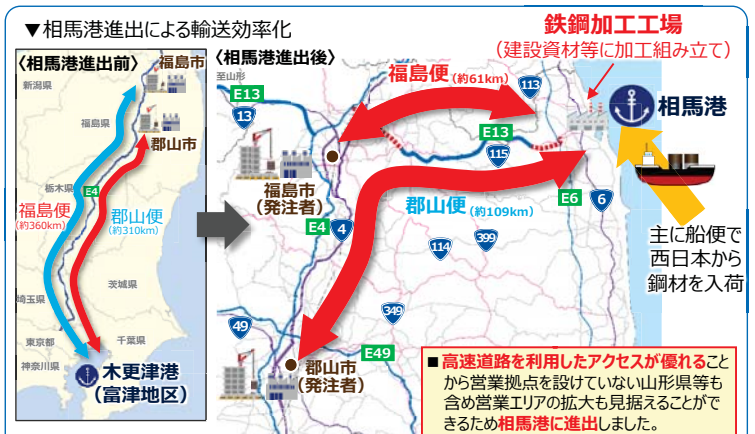 ▼相馬港進出による輸送効率化
〈相馬港進出前〉
福島市
新潟県
福島県
郡山市
栃木県
E4
福島便
(約360km)
郡山便
(約310km)
茨城県
埼玉県
東京都
千葉県
神奈川県
木更津港
(富津地区)
〈相馬港進出後〉
至山形
E13
13
福島便(約61km)
113
鉄鋼加工工場
(建設資材等に加工組み立て)
相馬港
E13
115
福島市
(発注者)
E4
4
郡山便(約109km)
E6
6
114
399
349
49
E49
郡山市
(発注者)
主に船便で
西日本から
鋼材を入荷
■高速道路を利用したアクセスが優れること
から営業拠点を設けていない山形県等も
含め営業エリアの拡大も見据えることがで
きるため相馬港に進出しました。